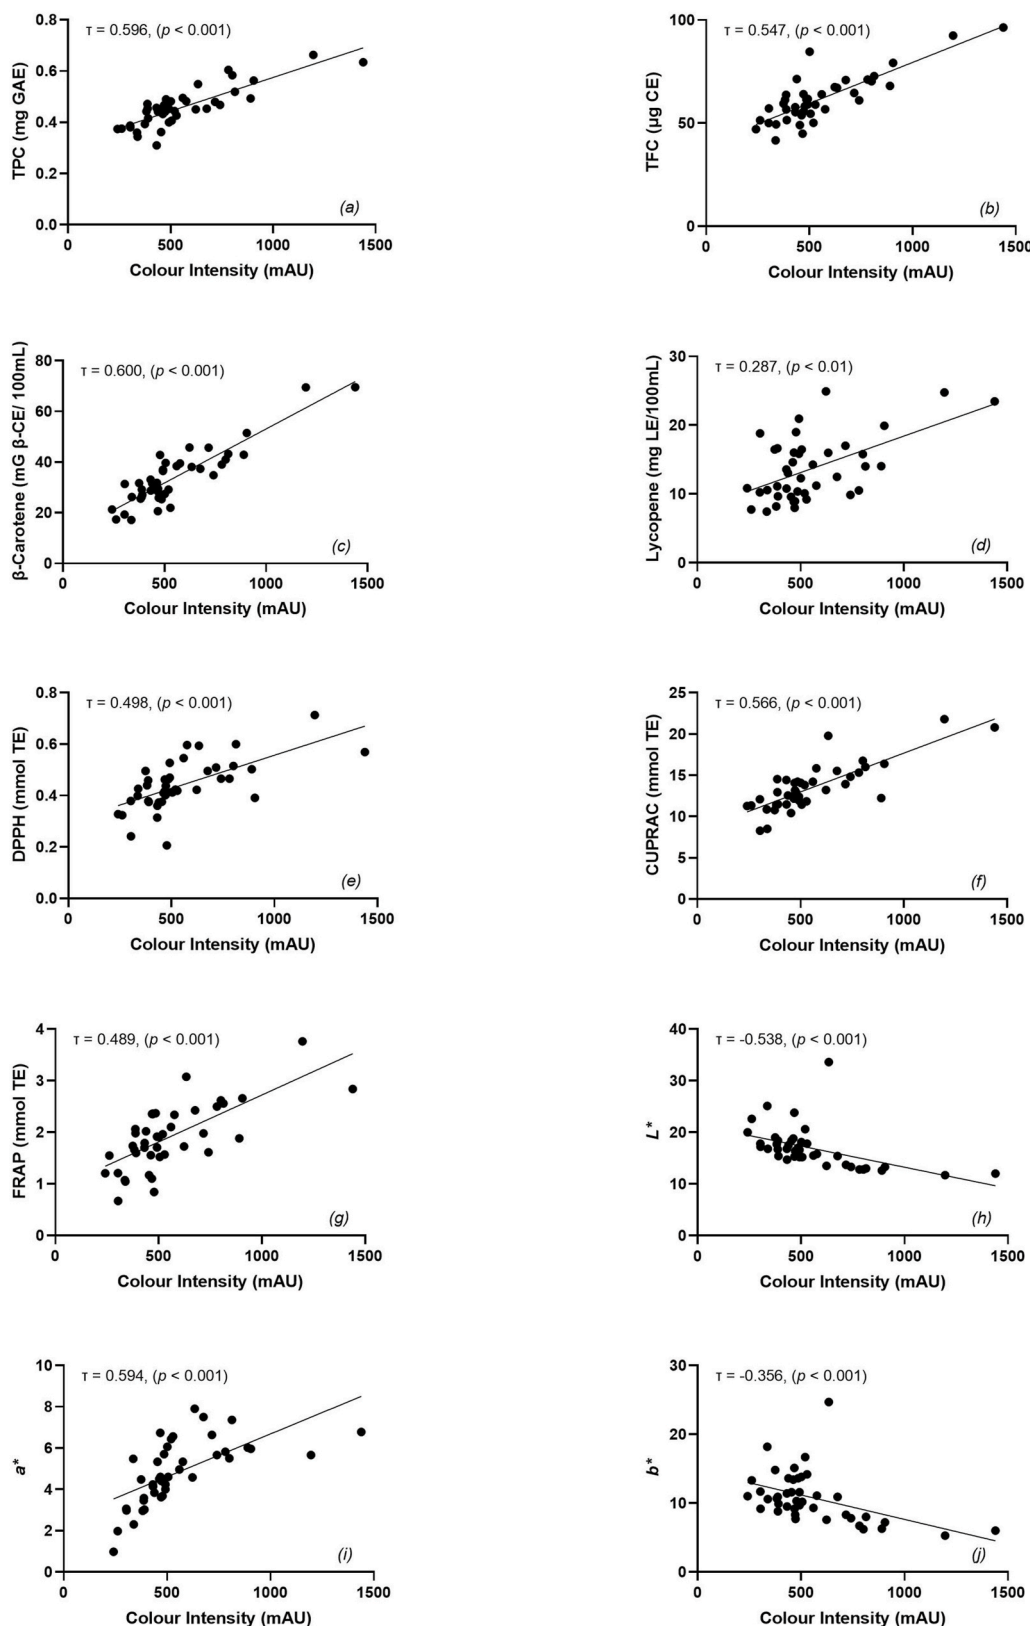 τ = 0.596, (p < 0.001)
TPC (mg GAE)
0.8
0.6
0.4
0.2
0.0
0 500 1000 1500
Colour Intensity (mAU)
(a)
τ = 0.547, (p < 0.001)
TFC (µg CE)
100
50
0
0 500 1000 1500
Colour Intensity (mAU)
(b)
τ = 0.600, (p < 0.001)
β-Carotene (mG β-CE/ 100mL)
80
60
40
20
0
0 500 1000 1500
Colour Intensity (mAU)
(c)
τ = 0.287, (p < 0.01)
Lycopene (mg LE/100mL)
30
20
10
0
0 500 1000 1500
Colour Intensity (mAU)
(d)
τ = 0.498, (p < 0.001)
DPPH (mmol TE)
0.8
0.6
0.4
0.2
0.0
0 500 1000 1500
Colour Intensity (mAU)
(e)
τ = 0.566, (p < 0.001)
CUPRAC (mmol TE)
25
20
15
10
5
0
0 500 1000 1500
Colour Intensity (mAU)
(f)
τ = 0.489, (p < 0.001)
FRAP (mmol TE)
4
3
2
1
0
0 500 1000 1500
Colour Intensity (mAU)
(g)
τ = -0.538, (p < 0.001)
L*
40
30
20
10
0
0 500 1000 1500
Colour Intensity (mAU)
(h)
τ = 0.594, (p < 0.001)
a*
10
8
6
4
2
0
0 500 1000 1500
Colour Intensity (mAU)
(i)
τ = -0.356, (p < 0.001)
b*
30
20
10
0
0 500 1000 1500
Colour Intensity (mAU)
(j)